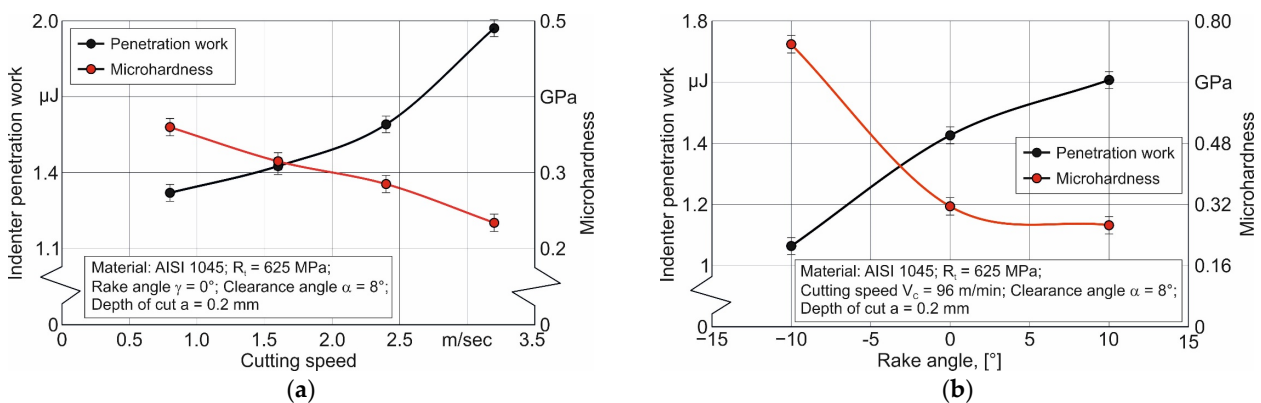 2.0
µJ
1.4
1.1
0
Indenter penetration work
Penetration work
Microhardness
0.5
GPa
0.3
0.2
0
Microhardness
Material: AISI 1045; Rt = 625 MPa;
Rake angle γ = 0°; Clearance angle α = 8°;
Depth of cut a = 0.2 mm
0 0.5 1.0 1.5 2.0 2.5 m/sec 3.5
Cutting speed
(a)
1.8
µJ
1.4
1.2
1
0
Indenter penetration work
0.80
GPa
0.48
0.32
0.16
0
Microhardness
Penetration work
Microhardness
Material: AISI 1045; Rt = 625 MPa;
Cutting speed VC = 96 m/min; Clearance angle α = 8°;
Depth of cut a = 0.2 mm
−15 −10 -5 0 5 10 15
Rake angle, [°]
(b)